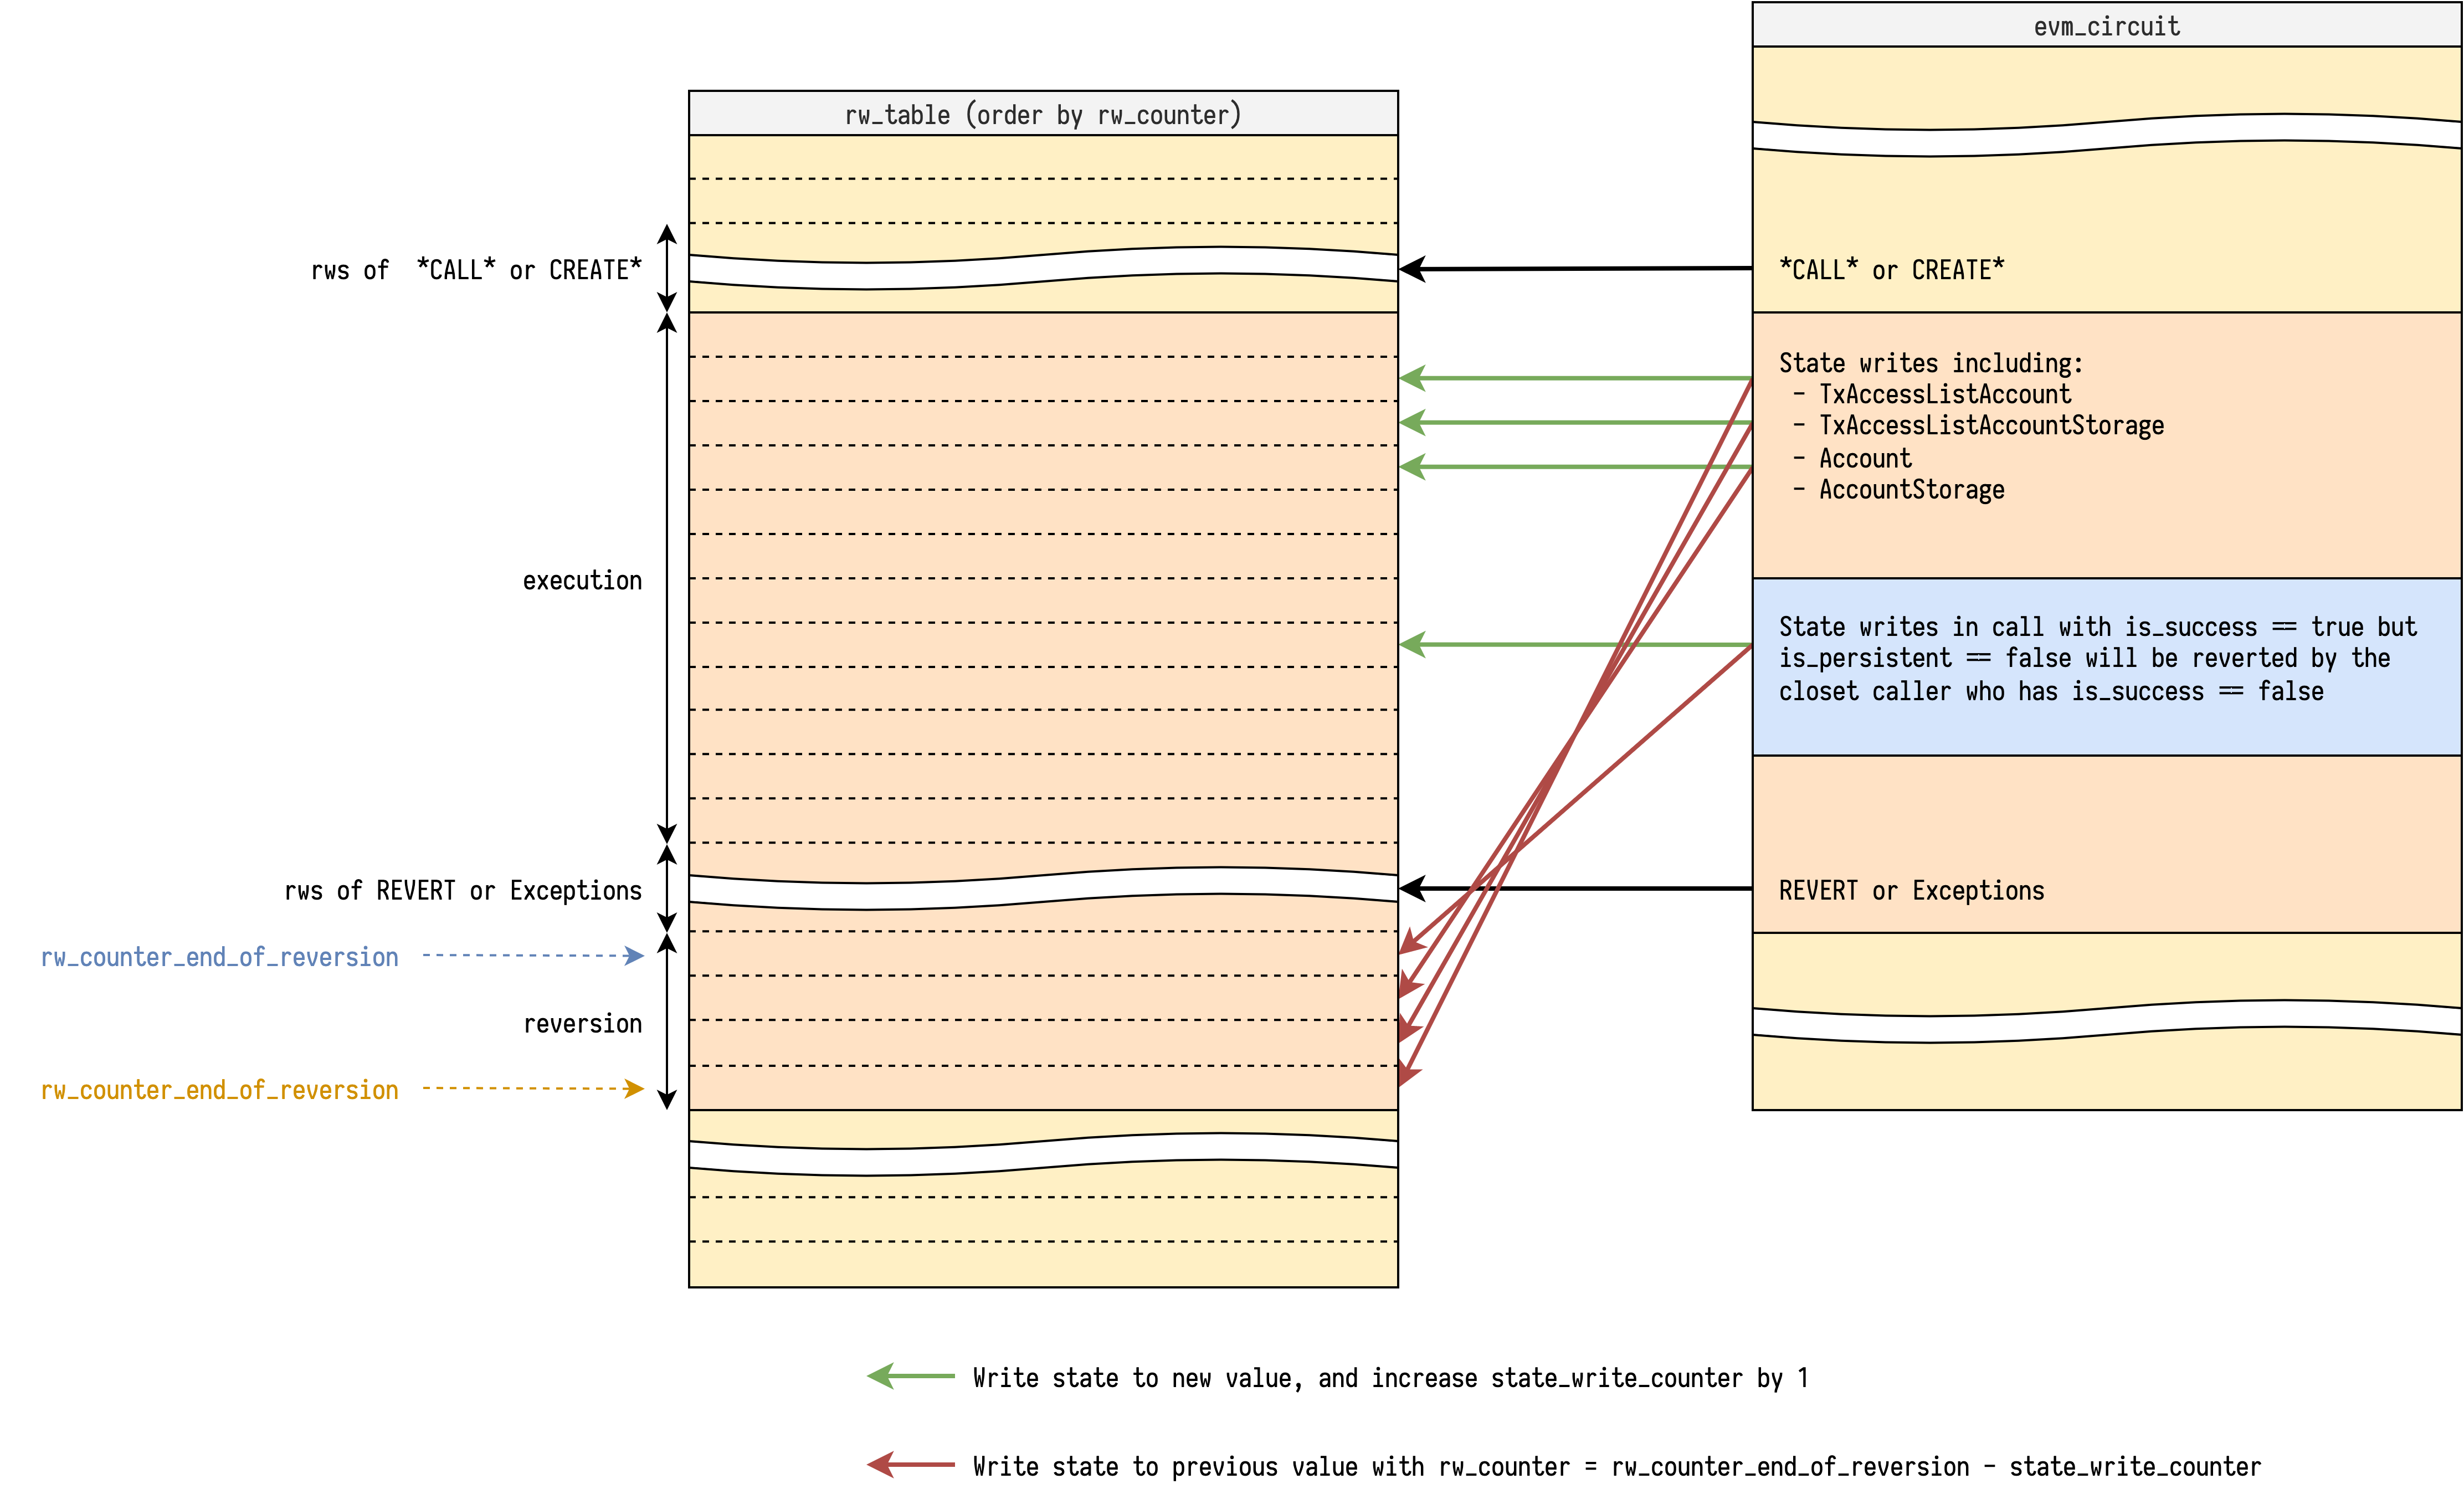 evm_circuit
rw_table (order by rw_counter)
rws of *CALL* or CREATE*
*CALL* or CREATE*
State writes including:
- TxAccessListAccount
- TxAccessListAccountStorage
- Account
- AccountStorage
execution
State writes in call with is_success == true but
is_persistent == false will be reverted by the
closet caller who has is_success == false
rws of REVERT or Exceptions
REVERT or Exceptions
rw_counter_end_of_reversion
reversion
rw_counter_end_of_reversion
Write state to new value, and increase state_write_counter by 1
Write state to previous value with rw_counter = rw_counter_end_of_reversion - state_write_counter